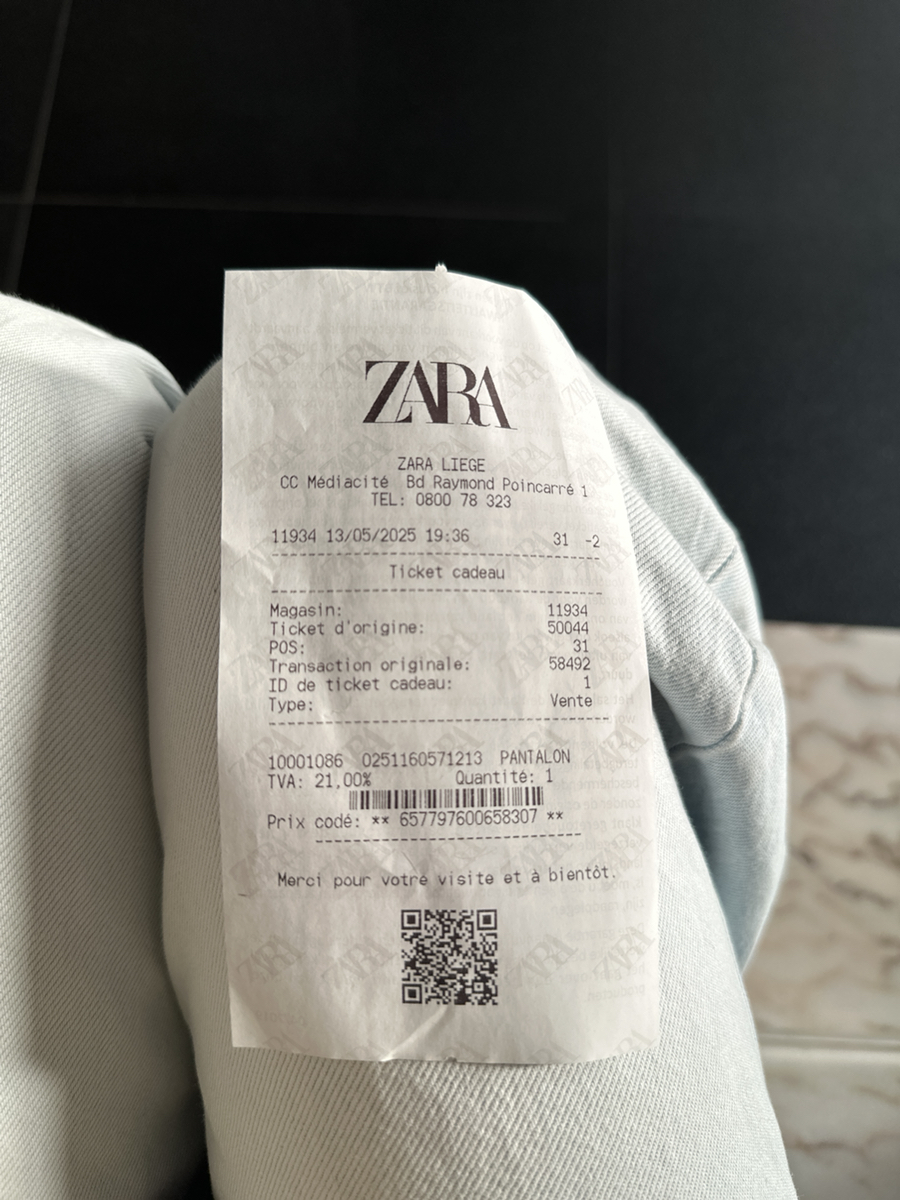 ZARA
ZARA LIEGE
CC Médiacité Bd Raymond Poincarré 1
TEL: 0800 78 323
11934 13/05/2025 19:36 31 -2
Ticket cadeau
Magasin: 11934
Ticket d'origine: 50044
POS: 31
Transaction originale: 58492
ID de ticket cadeau: 1
Type: Vente
10001086 0251160571213 PANTALON
TVA: 21,00% Quantité: 1
Prix codé: ** 657797600658307 **
Merci pour votre visite et à bientôt.